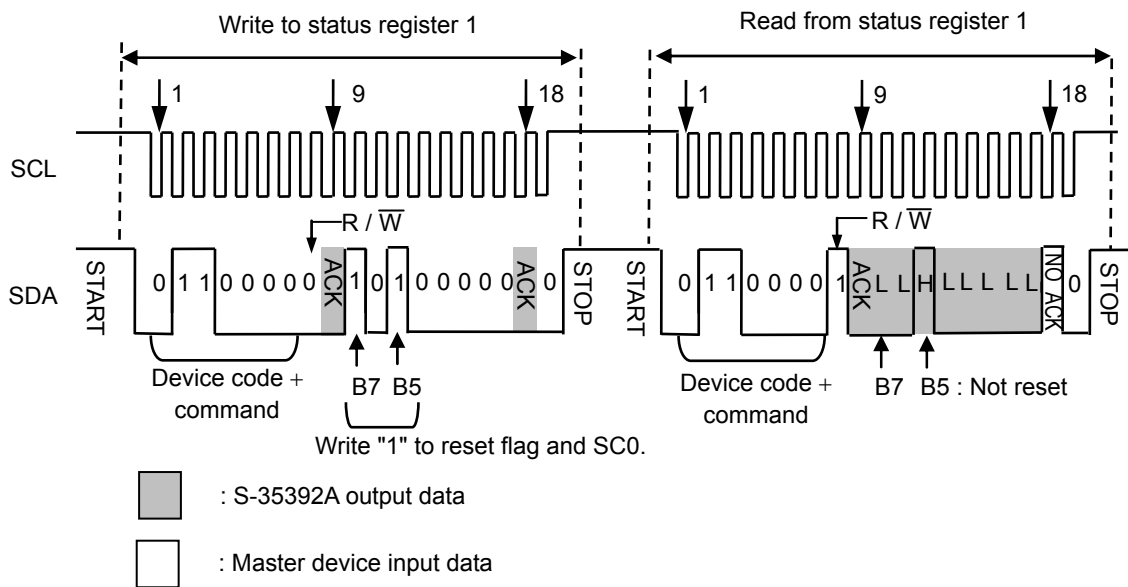 Write to status register 1
Read from status register 1
1 9 18 1 9 18
SCL
R / W R / W
SDA START 0 1 1 0 0 0 0 0 ACK 1 0 1 0 0 0 0 0 ACK 0 STOP START 0 1 1 0 0 0 0 1 ACK L L H L L L L L NO ACK 0 STOP
Device code +
command
B7 B5
Device code +
command
B7 B5 : Not reset
Write "1" to reset flag and SC0.
: S-35392A output data
: Master device input data